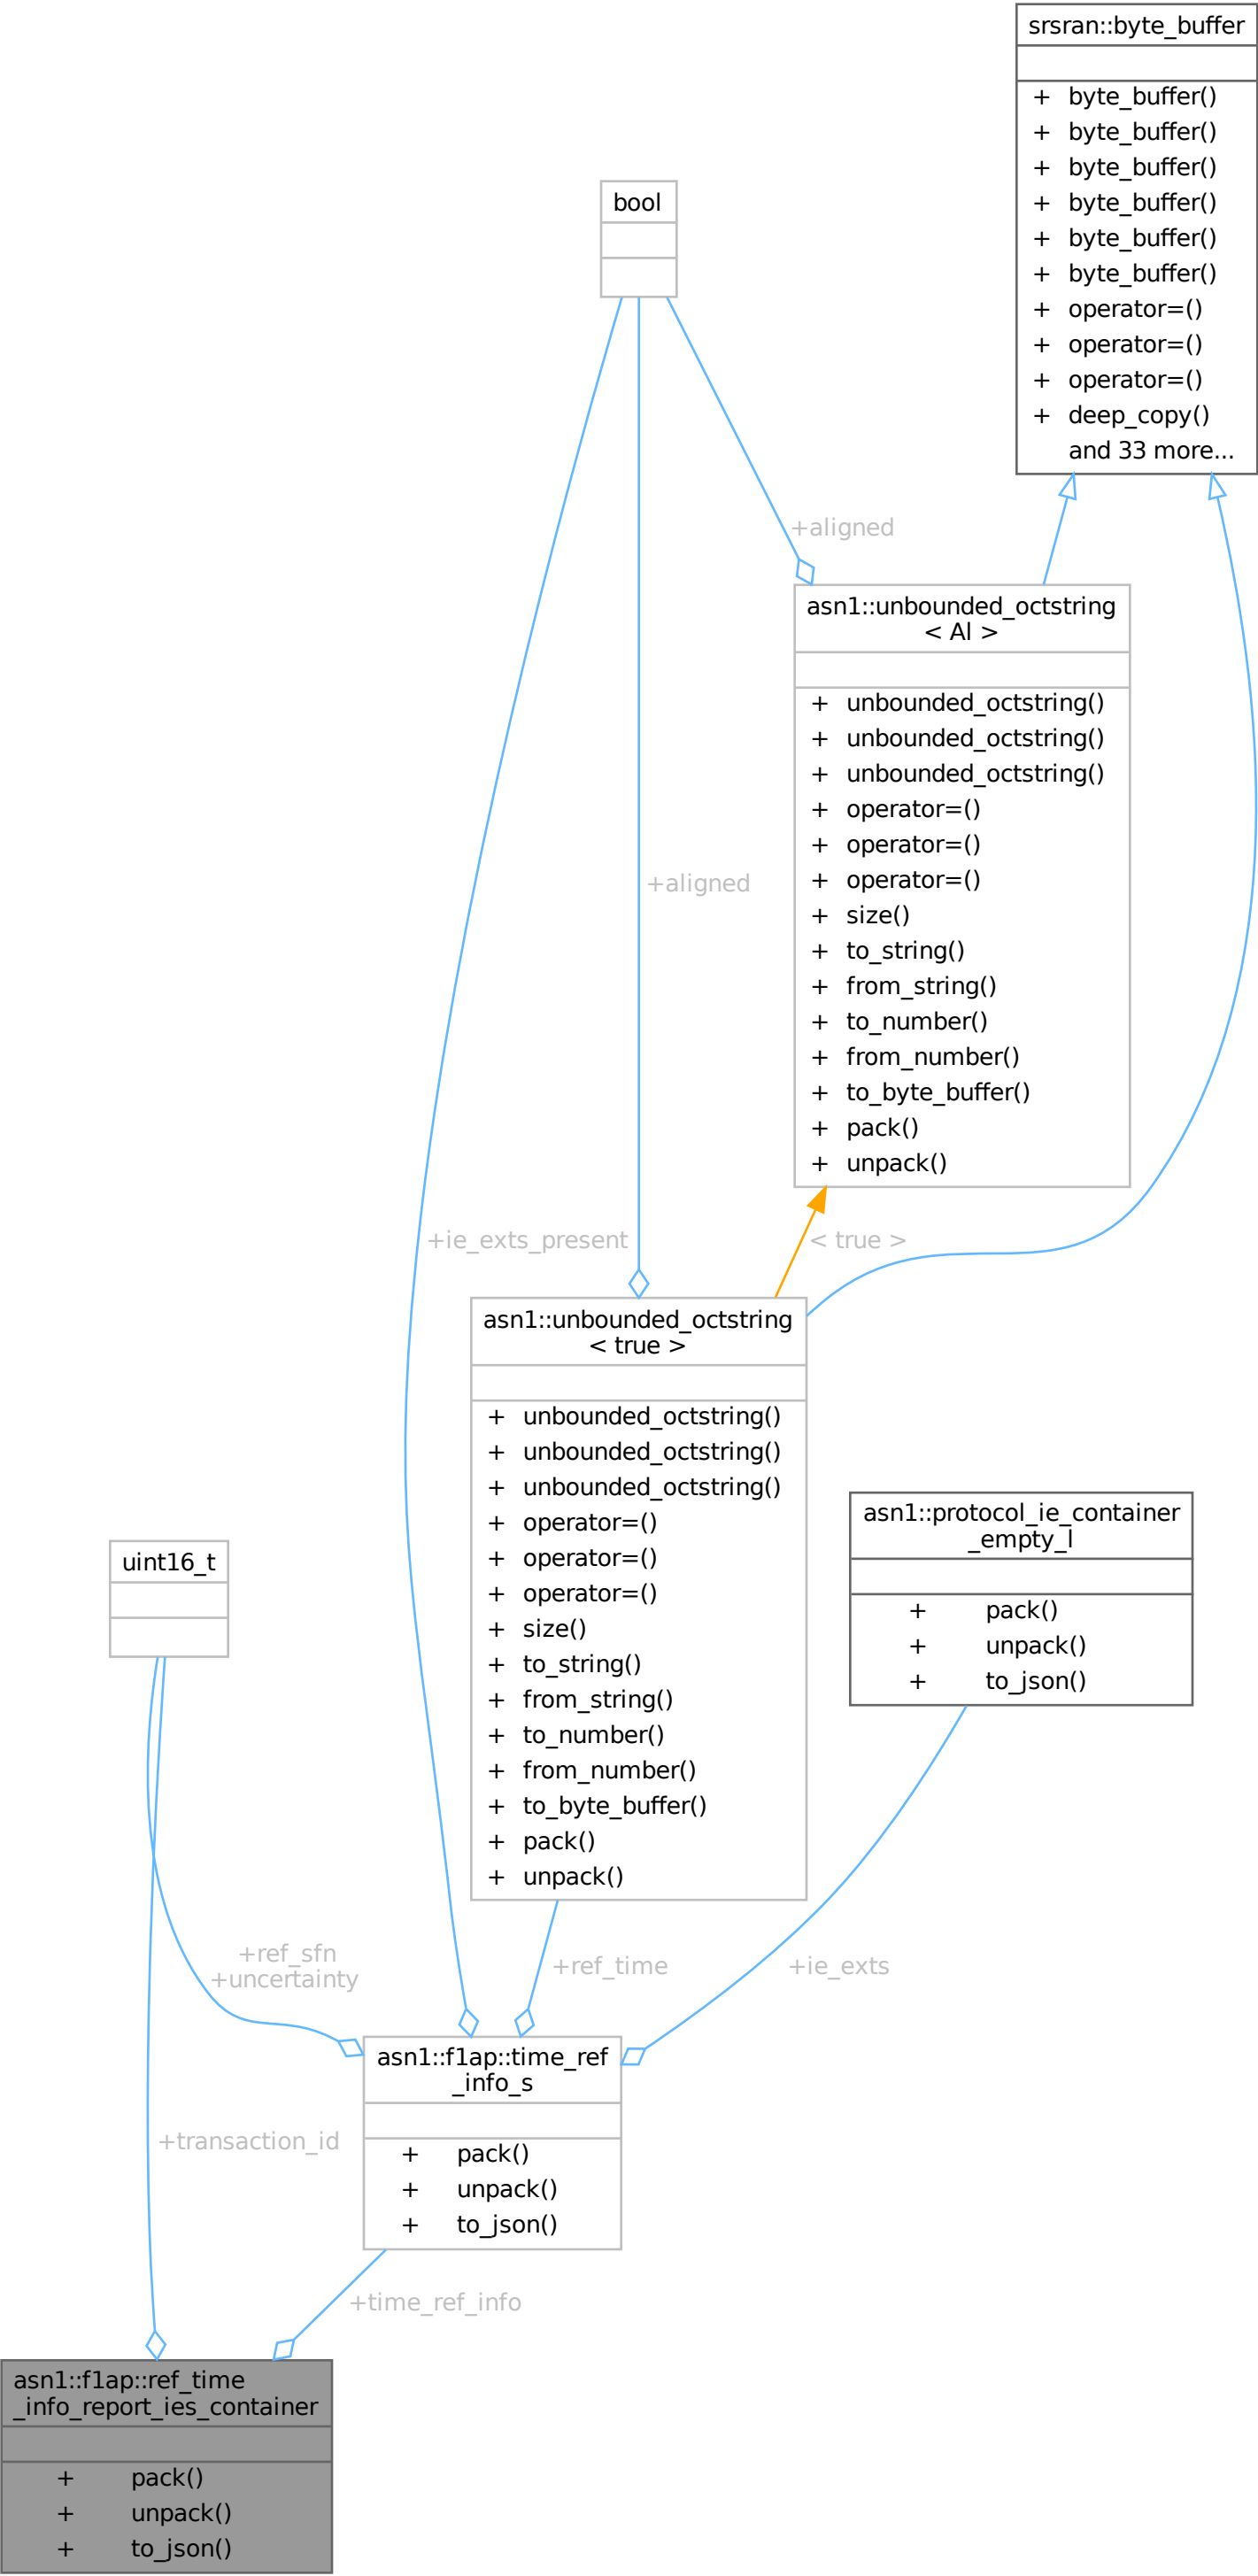 srsran::byte_buffer
+ byte_buffer()
+ byte_buffer()
+ byte_buffer()
+ byte_buffer()
+ byte_buffer()
+ byte_buffer()
+ operator=()
+ operator=()
+ operator=()
+ deep_copy()
and 33 more...
bool
+aligned
asn1::unbounded_octstring
< Al >
+ unbounded_octstring()
+ unbounded_octstring()
+ unbounded_octstring()
+ operator=()
+ operator=()
+ operator=()
+ size()
+ to_string()
+ from_string()
+ to_number()
+ from_number()
+ to_byte_buffer()
+ pack()
+ unpack()
+aligned
+ie_exts_present
< true >
asn1::unbounded_octstring
< true >
+ unbounded_octstring()
+ unbounded_octstring()
+ unbounded_octstring()
+ operator=()
+ operator=()
+ operator=()
+ size()
+ to_string()
+ from_string()
+ to_number()
+ from_number()
+ to_byte_buffer()
+ pack()
+ unpack()
asn1::protocol_ie_container
_empty_l
+ pack()
+ unpack()
+ to_json()
uint16_t
+ref_sfn
+uncertainty
+ref_time
+ie_exts
asn1::f1ap::time_ref
_info_s
+ pack()
+ unpack()
+ to_json()
+transaction_id
+time_ref_info
asn1::f1ap::ref_time
_info_report_ies_container
+ pack()
+ unpack()
+ to_json()